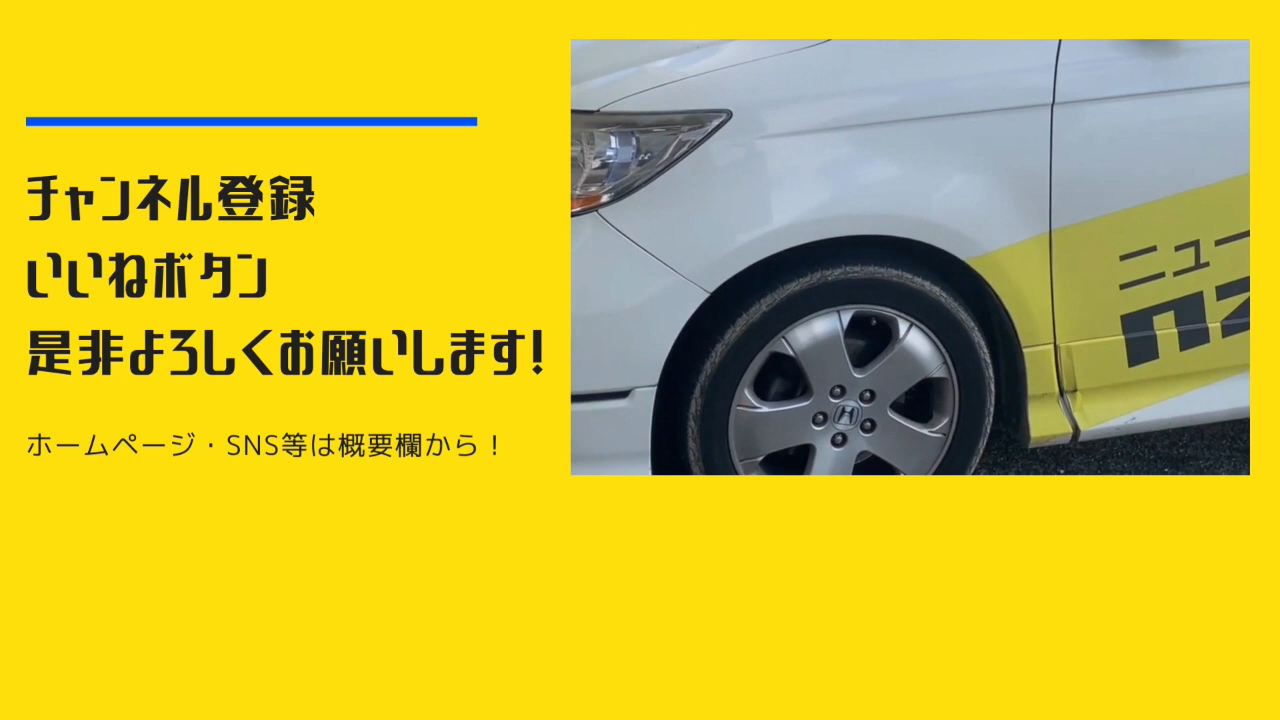 チャンネル登録
いいねボタン
是非よろしくお願いします!
ホームページ・SNS等は概要欄から！
ニュー